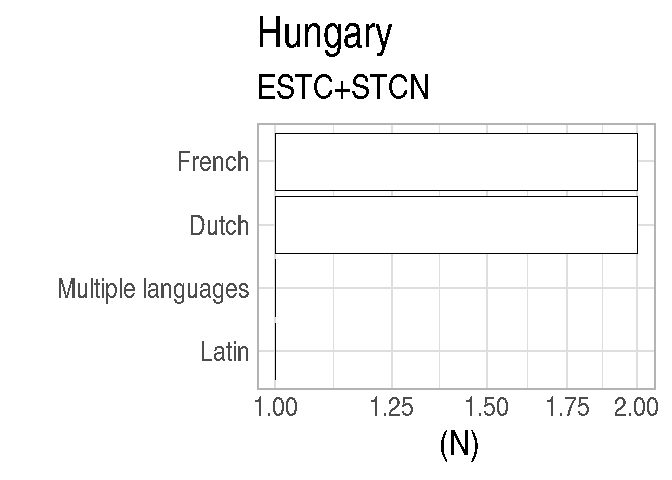 Hungary
ESTC+STCN
French
Dutch
Multiple languages
Latin
1.00 1.25 1.50 1.75 2.00
(N)